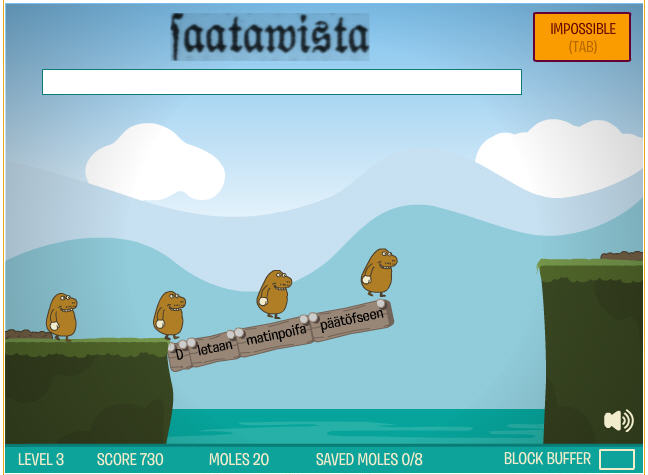 ſaatawista
IMPOSSIBLE
(TAB)
D letaan matinpoifa päätöfseen
LEVEL 3 SCORE 730 MOLES 20 SAVED MOLES 0/8 BLOCK BUFFER